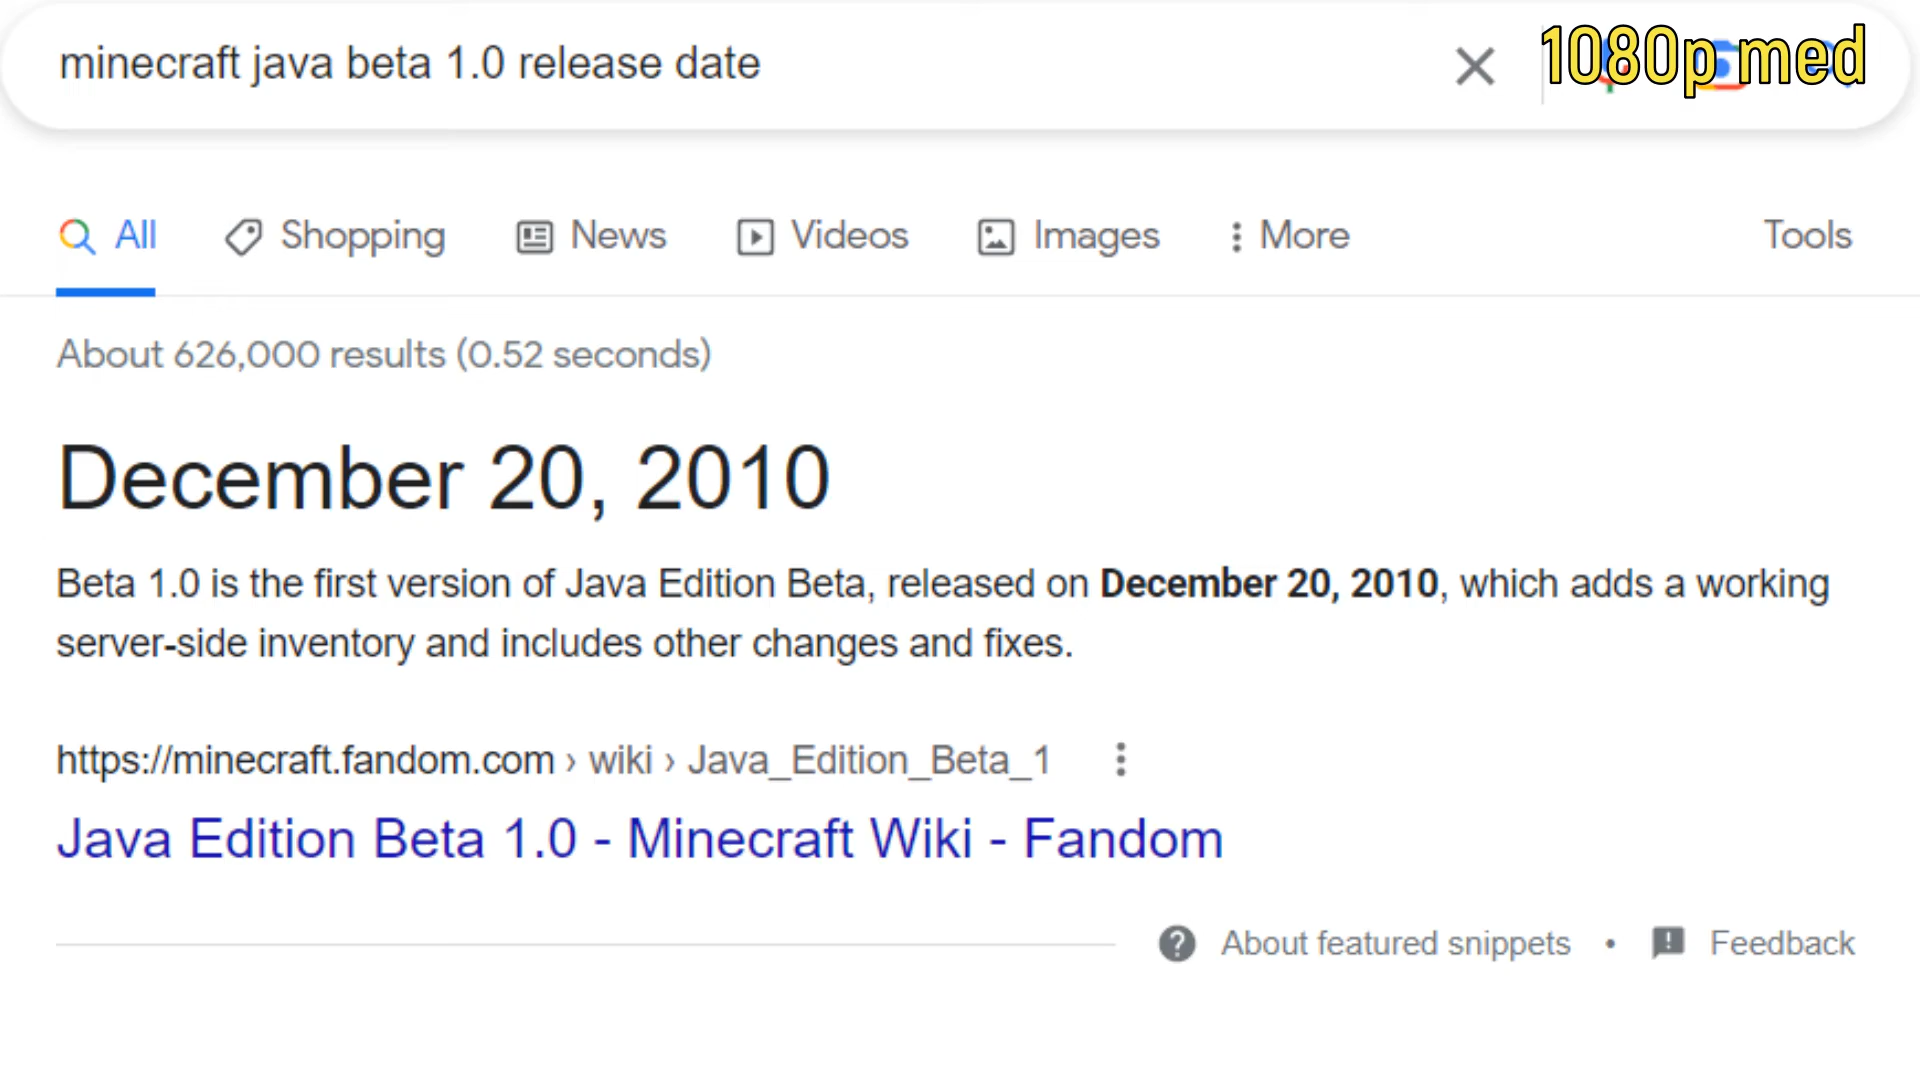 minecraft java beta 1.0 release date
1080p med
All Shopping News Videos Images More Tools
About 626,000 results (0.52 seconds)
December 20, 2010
Beta 1.0 is the first version of Java Edition Beta, released on December 20, 2010, which adds a working
server-side inventory and includes other changes and fixes.
https://minecraft.fandom.com › wiki › Java_Edition_Beta_1
Java Edition Beta 1.0 - Minecraft Wiki - Fandom
About featured snippets • Feedback